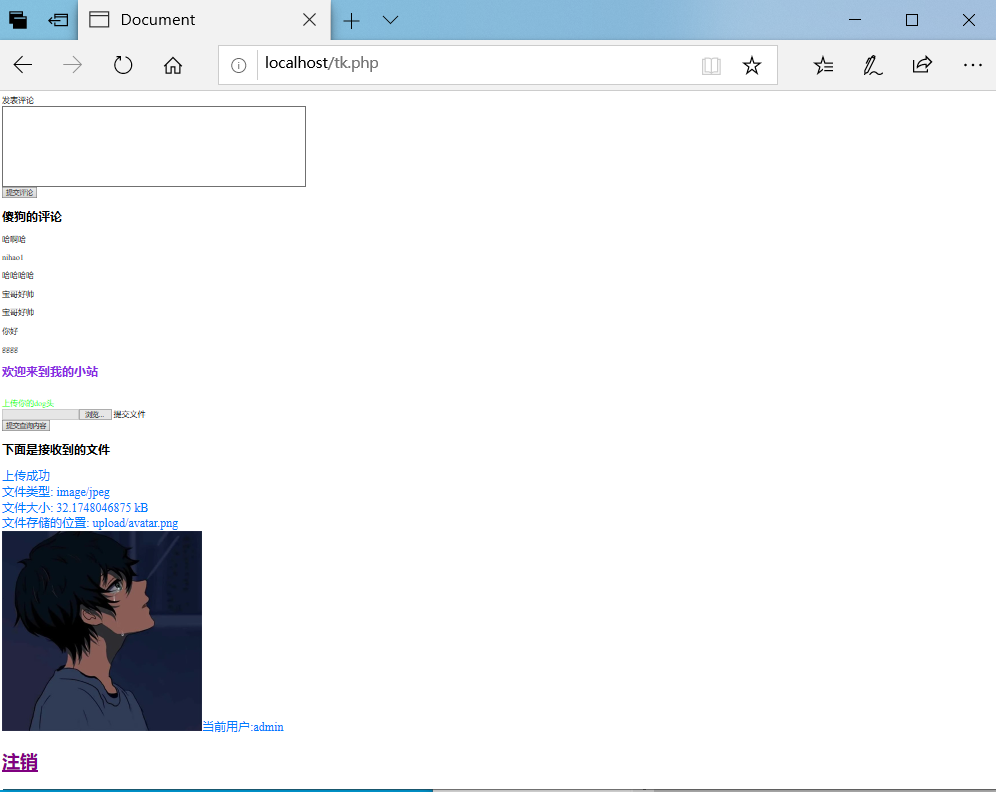 Document
localhost/tk.php
发表评论
提交评论
傻狗的评论
哈啊哈
nihao1
哈哈哈哈
宝哥好帅
宝哥好帅
你好
gggg
欢迎来到我的小站
上传你的dog头:
浏览... 提交文件
提交查询内容
下面是接收到的文件
上传成功
文件类型: image/jpeg
文件大小: 32.1748046875 kB
文件存储的位置: upload/avatar.png
当前用户:admin
注销